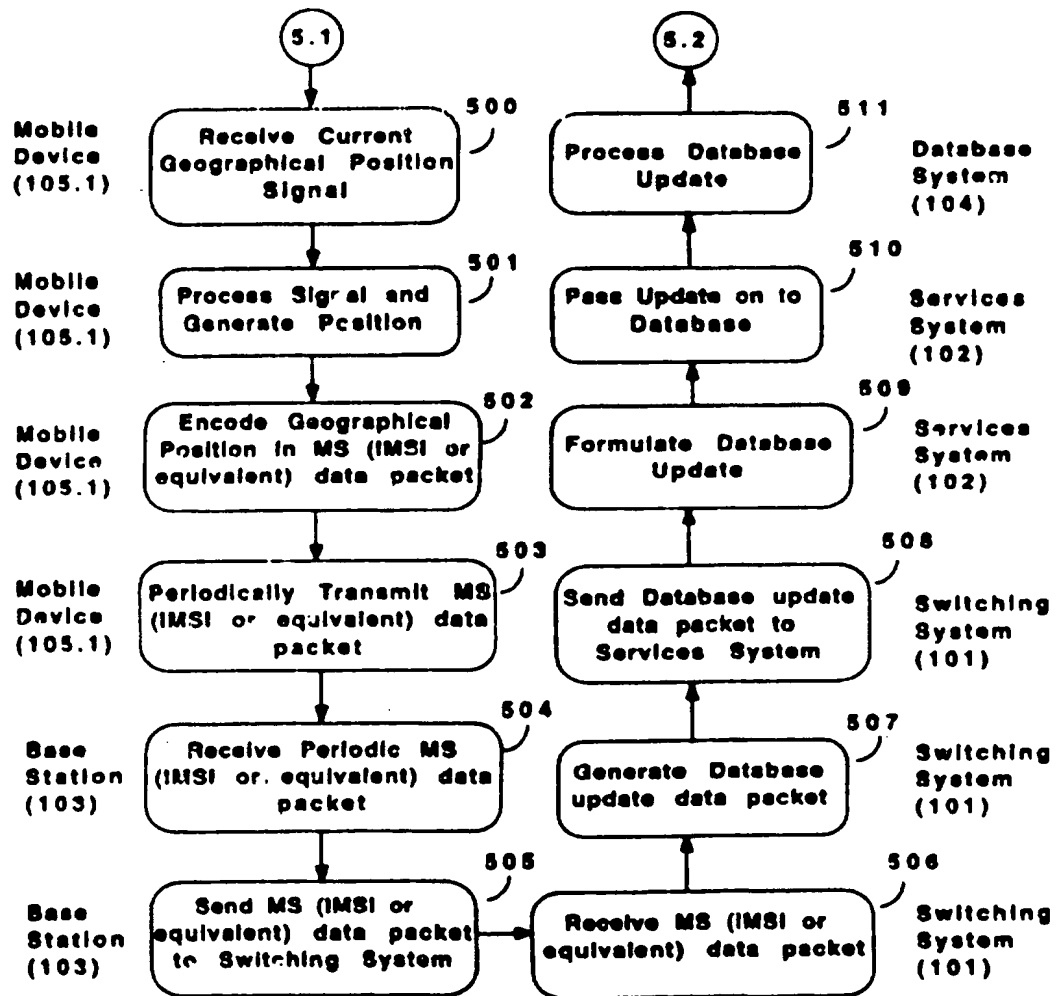 5.1
Mobile
Device
(105.1)
500
Receive Current
Geographical Position
Signal
Mobile
Device
(105.1)
501
Process Signal and
Generate Position
Mobile
Device
(105.1)
502
Encode Geographical
Position in MS (IMSI or
equivalent) data packet
Mobile
Device
(105.1)
503
Periodically Transmit MS
(IMSI or equivalent) data
packet
Base
Station
(103)
504
Receive Periodic MS
(IMSI or equivalent) data
packet
Base
Station
(103)
505
Send MS (IMSI or
equivalent) data packet
to Switching System
5.2
511
Process Database
Update
Database
System
(104)
510
Pass Update on to
Database
Services
System
(102)
509
Formulate Database
Update
Services
System
(102)
508
Send Database update
data packet to
Services System
Switching
System
(101)
507
Generate Database
update data packet
Switching
System
(101)
506
Receive MS (IMSI or
equivalent) data packet
Switching
System
(101)